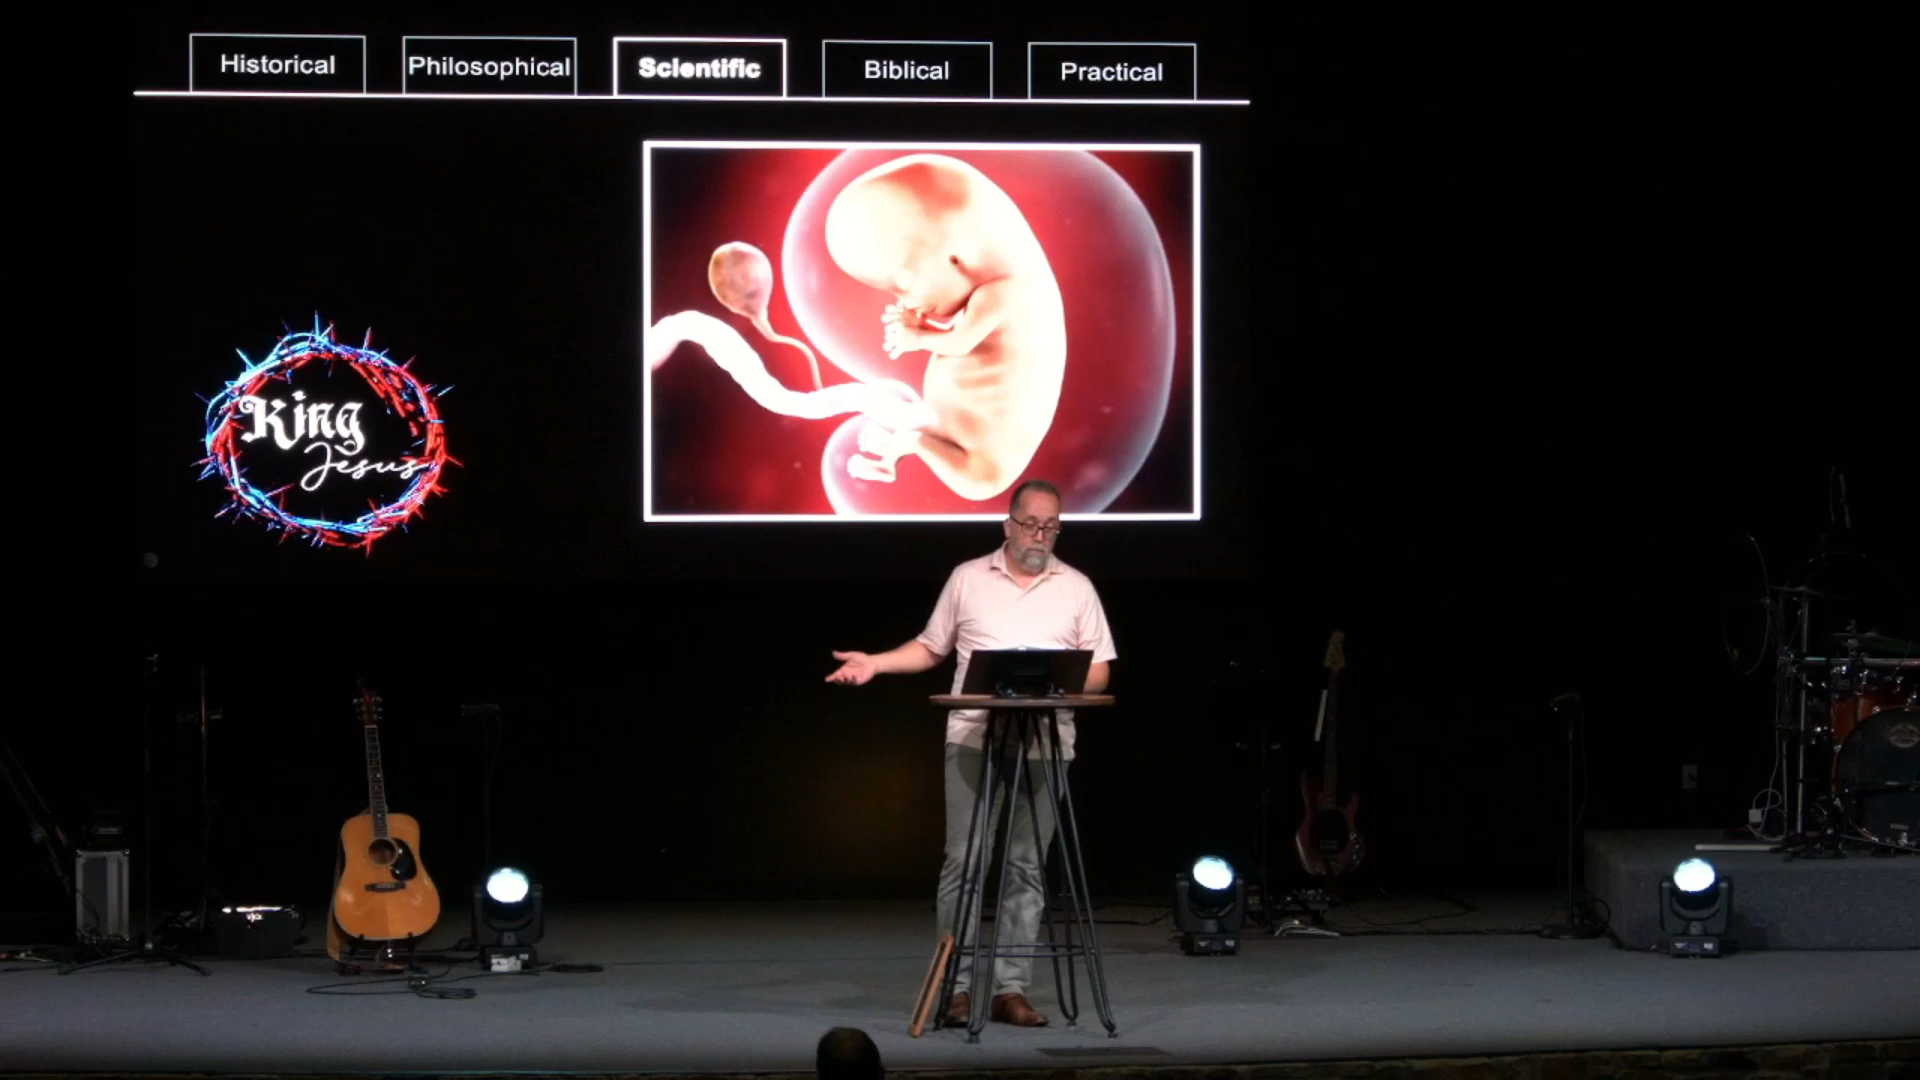 Historical
Philosophical
Scientific
Biblical
Practical
King
Jesus